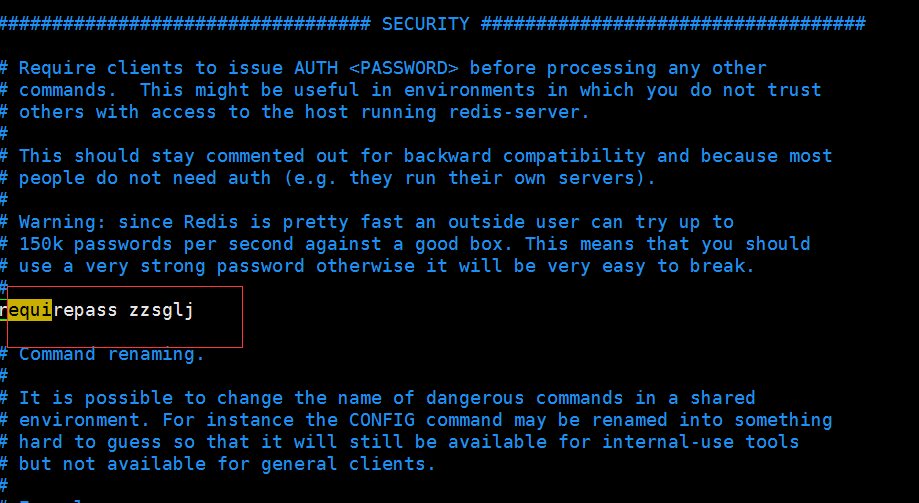 ################################## SECURITY ###################################
# Require clients to issue AUTH <PASSWORD> before processing any other
# commands.  This might be useful in environments in which you do not trust
# others with access to the host running redis-server.
#
# This should stay commented out for backward compatibility and because most
# people do not need auth (e.g. they run their own servers).
#
# Warning: since Redis is pretty fast an outside user can try up to
# 150k passwords per second against a good box. This means that you should
# use a very strong password otherwise it will be very easy to break.
#
requirepass zzsglj
# Command renaming.
#
# It is possible to change the name of dangerous commands in a shared
# environment. For instance the CONFIG command may be renamed into something
# hard to guess so that it will still be available for internal-use tools
# but not available for general clients.
#